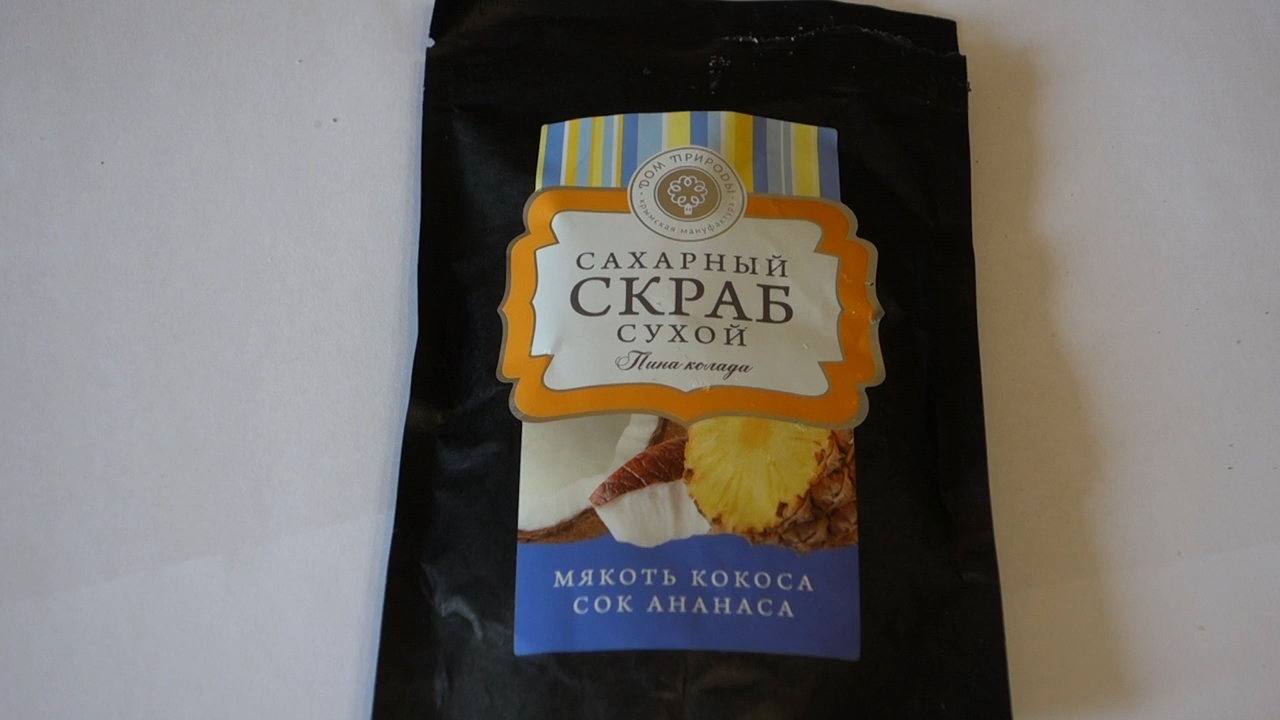 ДОМ ПРИРОДЫ
крымская мануфактура
САХАРНЫЙ
СКРАБ
СУХОЙ
Пина колада
МЯКОТЬ КОКОСА
СОК АНАНАСА